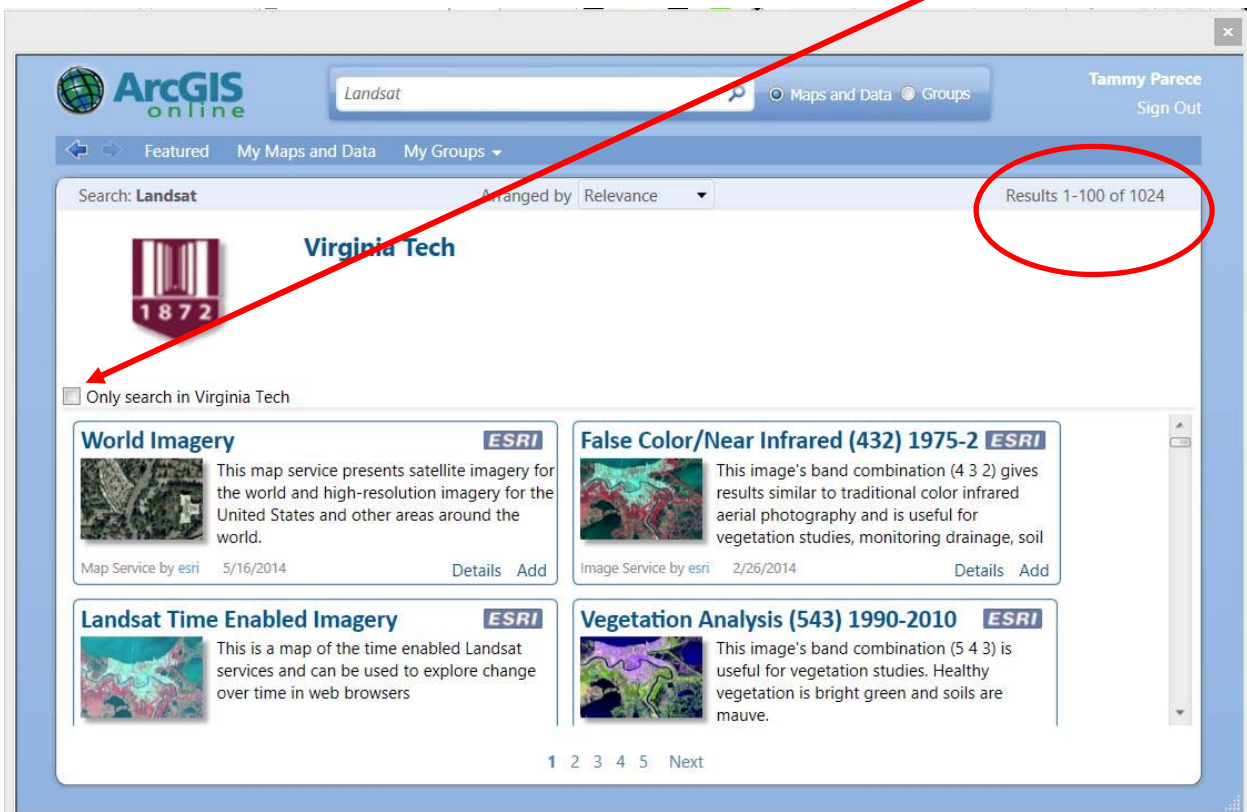 x
ArcGIS
online
Landsat
Maps and Data
Groups
Tammy Parece
Sign Out
Featured
My Maps and Data
My Groups
Search: Landsat
Arranged by
Relevance
Results 1-100 of 1024
Virginia Tech
1872
Only search in Virginia Tech
World Imagery
ESRI
This map service presents satellite imagery for
the world and high-resolution imagery for the
United States and other areas around the
world.
Map Service by esri 5/16/2014
Details Add
False Color/Near Infrared (432) 1975-2
ESRI
This image's band combination (4 3 2) gives
results similar to traditional color infrared
aerial photography and is useful for
vegetation studies, monitoring drainage, soil
Image Service by esri 2/26/2014
Details Add
Landsat Time Enabled Imagery
ESRI
This is a map of the time enabled Landsat
services and can be used to explore change
over time in web browsers
Vegetation Analysis (543) 1990-2010
ESRI
This image's band combination (5 4 3) is
useful for vegetation studies. Healthy
vegetation is bright green and soils are
mauve.
1 2 3 4 5 Next